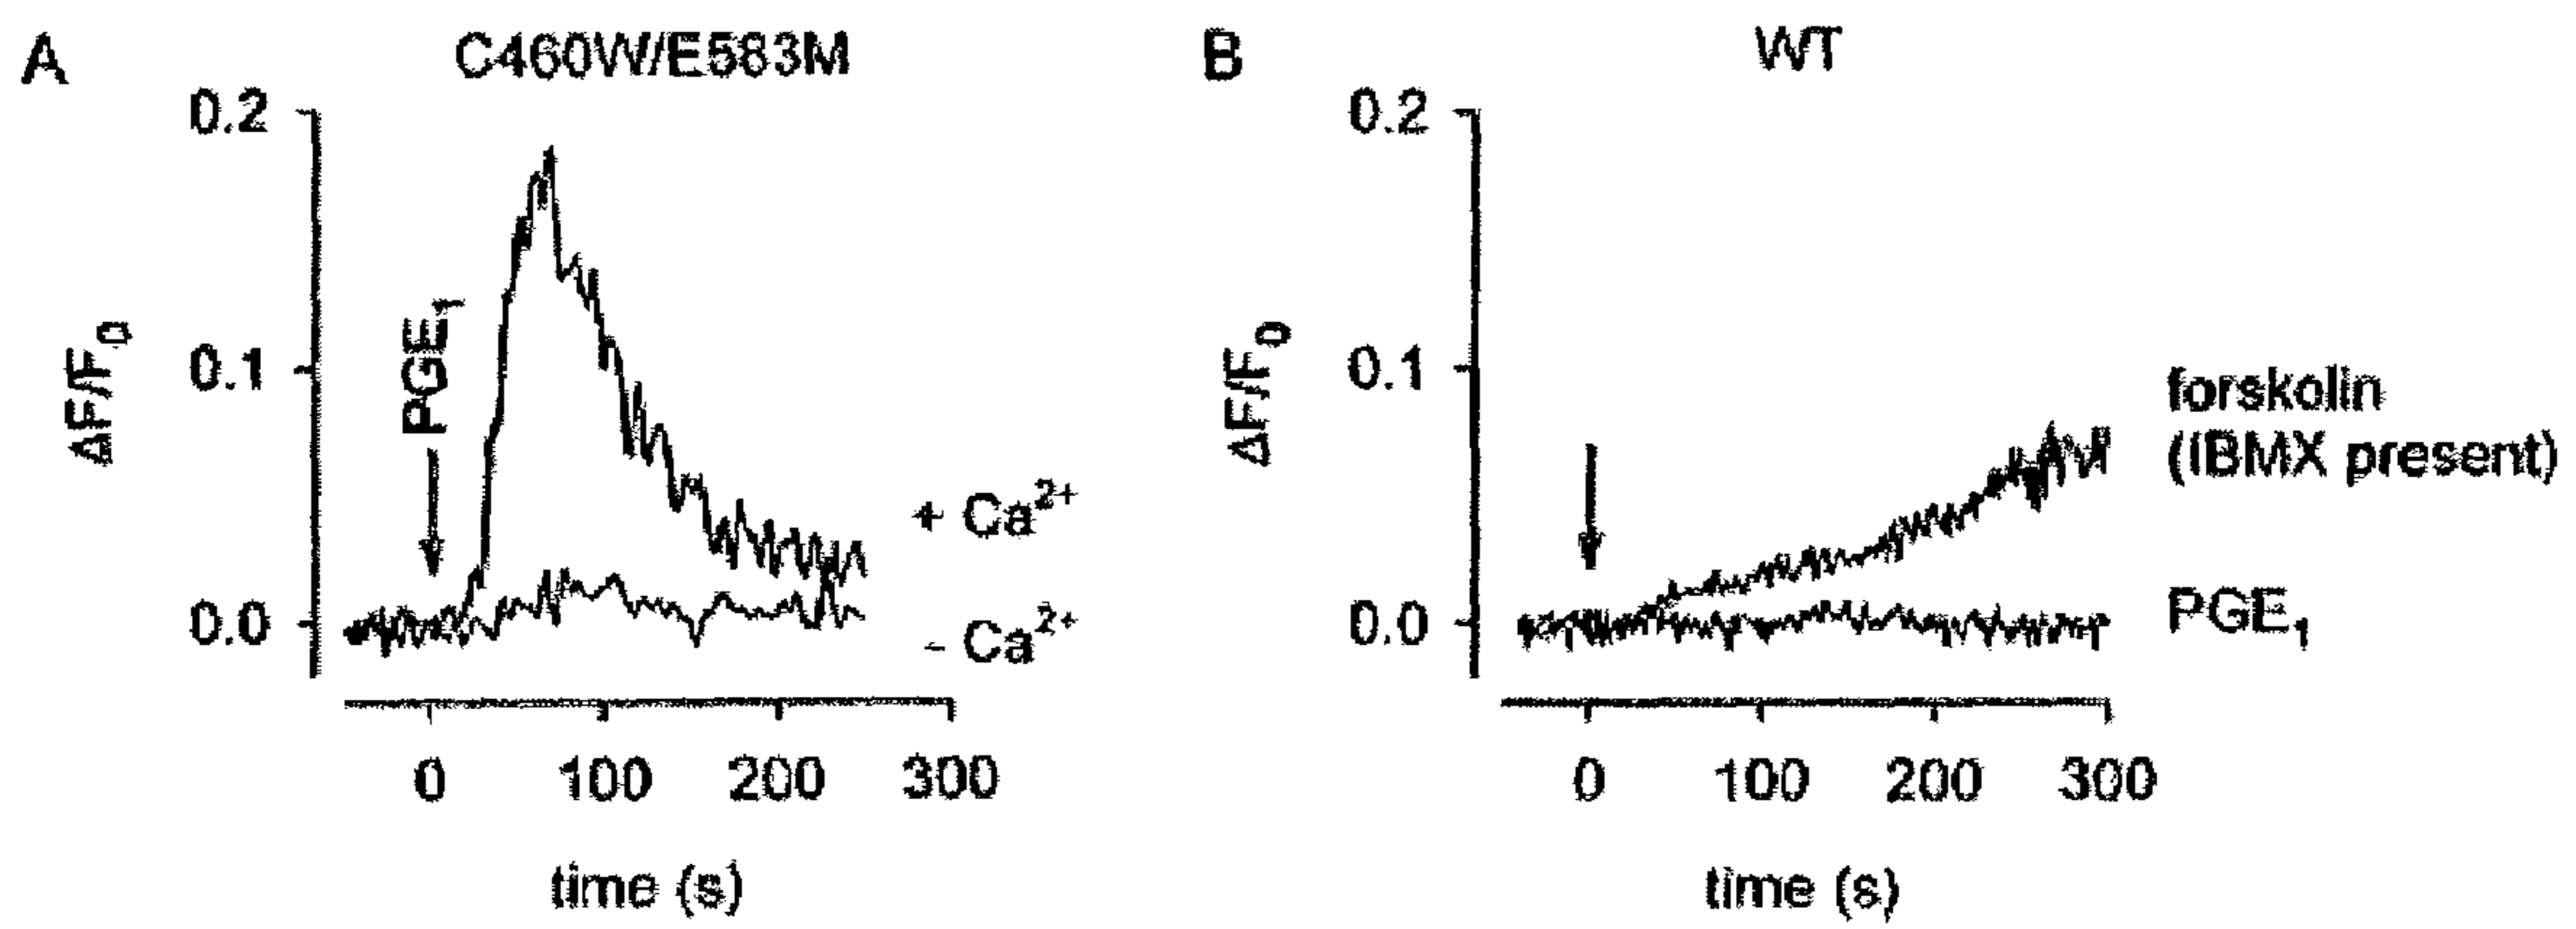 A
C460W/E583M
0.2
0.1
0.0
ΔF/F0
PGE1
+ Ca2+
- Ca2+
0 100 200 300
time (s)
B
WT
0.2
0.1
0.0
ΔF/F0
forskolin
(IBMX present)
PGE1
0 100 200 300
time (s)